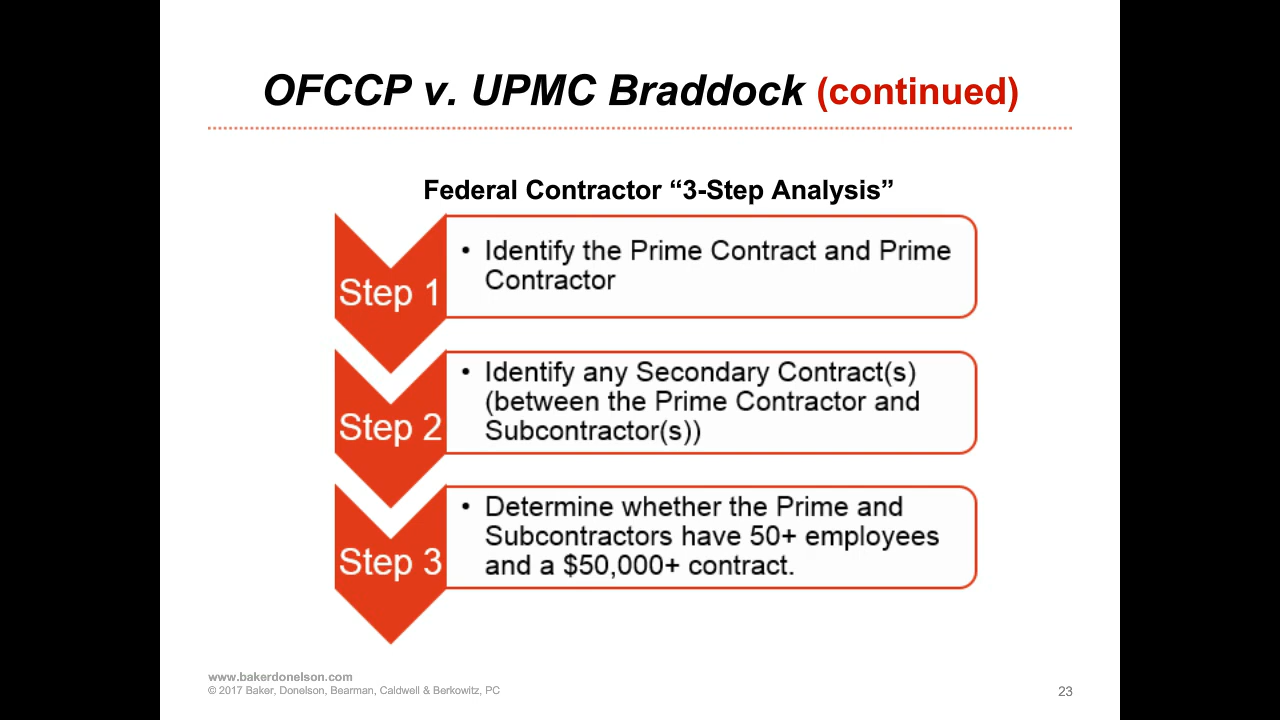 OFCCP v. UPMC Braddock (continued)
Federal Contractor “3-Step Analysis”
Step 1
• Identify the Prime Contract and Prime
Contractor
Step 2
• Identify any Secondary Contract(s)
(between the Prime Contractor and
Subcontractor(s))
Step 3
• Determine whether the Prime and
Subcontractors have 50+ employees
and a $50,000+ contract.
www.bakerdonelson.com
© 2017 Baker, Donelson, Bearman, Caldwell & Berkowitz, PC
23